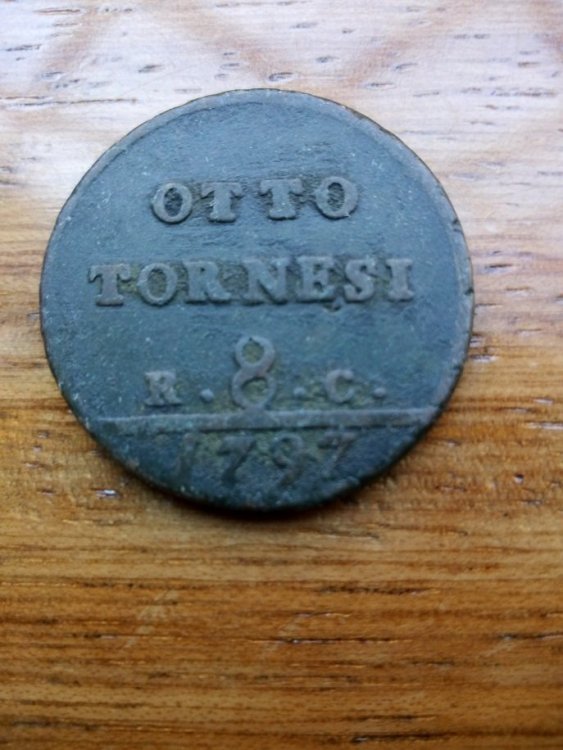 OTTO
TORNESI
R . 8 . C .
1797